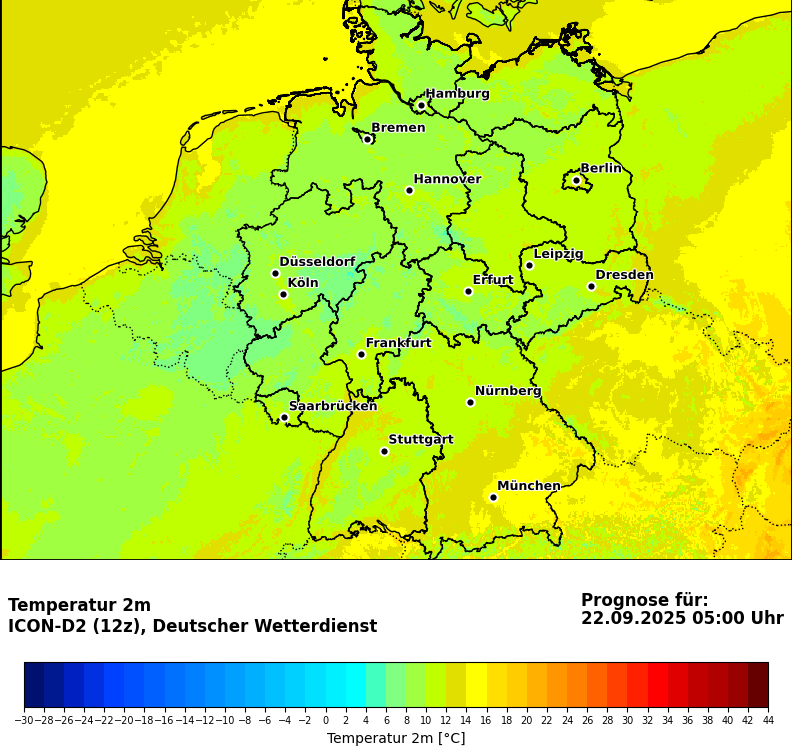 Hamburg
Bremen
Berlin
Hannover
Leipzig
Düsseldorf
Dresden
Köln
Erfurt
Frankfurt
Nürnberg
Saarbrücken
Stuttgart
München
Temperatur 2m
ICON-D2 (12z), Deutscher Wetterdienst
Prognose für:
22.09.2025 05:00 Uhr
−30 −28 −26 −24 −22 −20 −18 −16 −14 −12 −10 −8 −6 −4 −2 0 2 4 6 8 10 12 14 16 18 20 22 24 26 28 30 32 34 36 38 40 42 44
Temperatur 2m [°C]